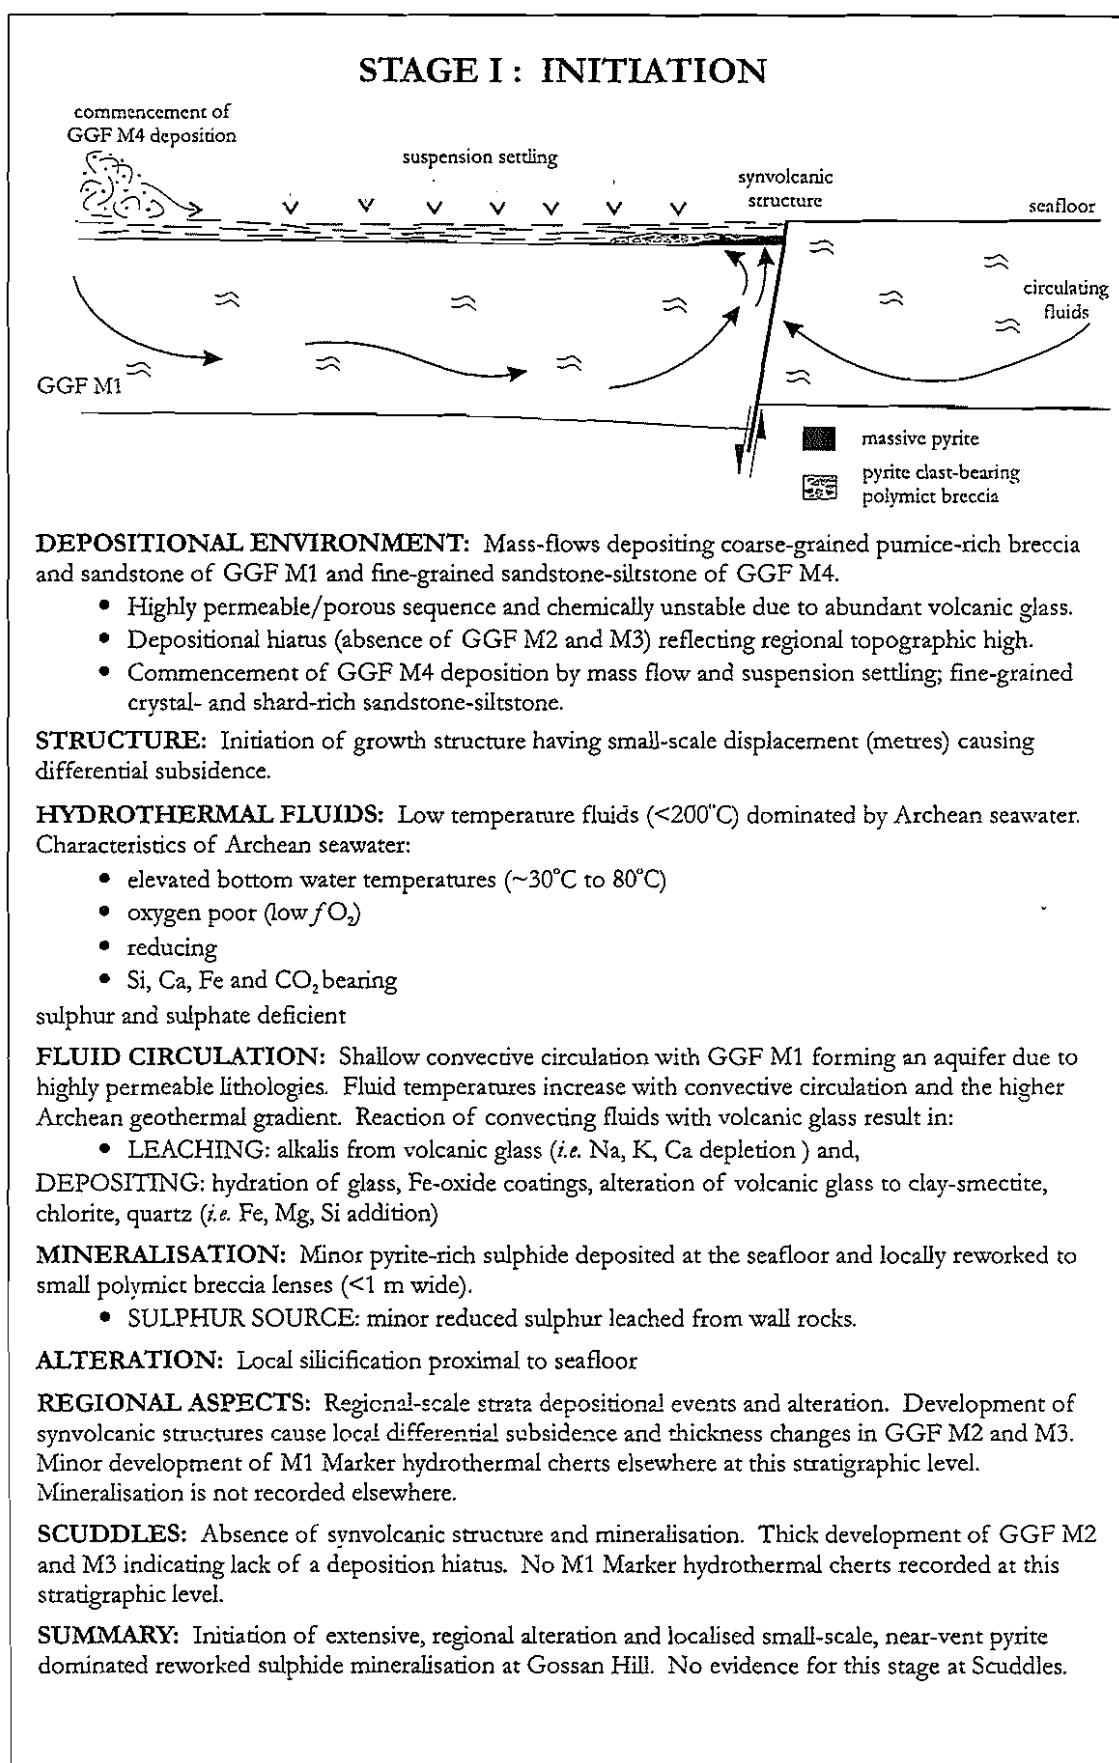 STAGE I : INITIATION
commencement of
GGF M4 deposition
suspension settling
synvolcanic
structure
seafloor
circulating
fluids
GGF M1
massive pyrite
pyrite clast-bearing
polymict breccia
DEPOSITIONAL ENVIRONMENT: Mass-flows depositing coarse-grained pumice-rich breccia
and sandstone of GGF M1 and fine-grained sandstone-siltstone of GGF M4.
• Highly permeable/porous sequence and chemically unstable due to abundant volcanic glass.
• Depositional hiatus (absence of GGF M2 and M3) reflecting regional topographic high.
• Commencement of GGF M4 deposition by mass flow and suspension settling; fine-grained
crystal- and shard-rich sandstone-siltstone.
STRUCTURE: Initiation of growth structure having small-scale displacement (metres) causing
differential subsidence.
HYDROTHERMAL FLUIDS: Low temperature fluids (<200°C) dominated by Archean seawater.
Characteristics of Archean seawater:
• elevated bottom water temperatures (~30°C to 80°C)
• oxygen poor (low fO₂)
• reducing
• Si, Ca, Fe and CO₂ bearing
sulphur and sulphate deficient
FLUID CIRCULATION: Shallow convective circulation with GGF M1 forming an aquifer due to
highly permeable lithologies. Fluid temperatures increase with convective circulation and the higher
Archean geothermal gradient. Reaction of convecting fluids with volcanic glass result in:
• LEACHING: alkalis from volcanic glass (i.e. Na, K, Ca depletion ) and,
DEPOSITING: hydration of glass, Fe-oxide coatings, alteration of volcanic glass to clay-smectite,
chlorite, quartz (i.e. Fe, Mg, Si addition)
MINERALISATION: Minor pyrite-rich sulphide deposited at the seafloor and locally reworked to
small polymict breccia lenses (<1 m wide).
• SULPHUR SOURCE: minor reduced sulphur leached from wall rocks.
ALTERATION: Local silicification proximal to seafloor
REGIONAL ASPECTS: Regional-scale strata depositional events and alteration. Development of
synvolcanic structures cause local differential subsidence and thickness changes in GGF M2 and M3.
Minor development of M1 Marker hydrothermal cherts elsewhere at this stratigraphic level.
Mineralisation is not recorded elsewhere.
SCUDDLES: Absence of synvolcanic structure and mineralisation. Thick development of GGF M2
and M3 indicating lack of a deposition hiatus. No M1 Marker hydrothermal cherts recorded at this
stratigraphic level.
SUMMARY: Initiation of extensive, regional alteration and localised small-scale, near-vent pyrite
dominated reworked sulphide mineralisation at Gossan Hill. No evidence for this stage at Scuddles.